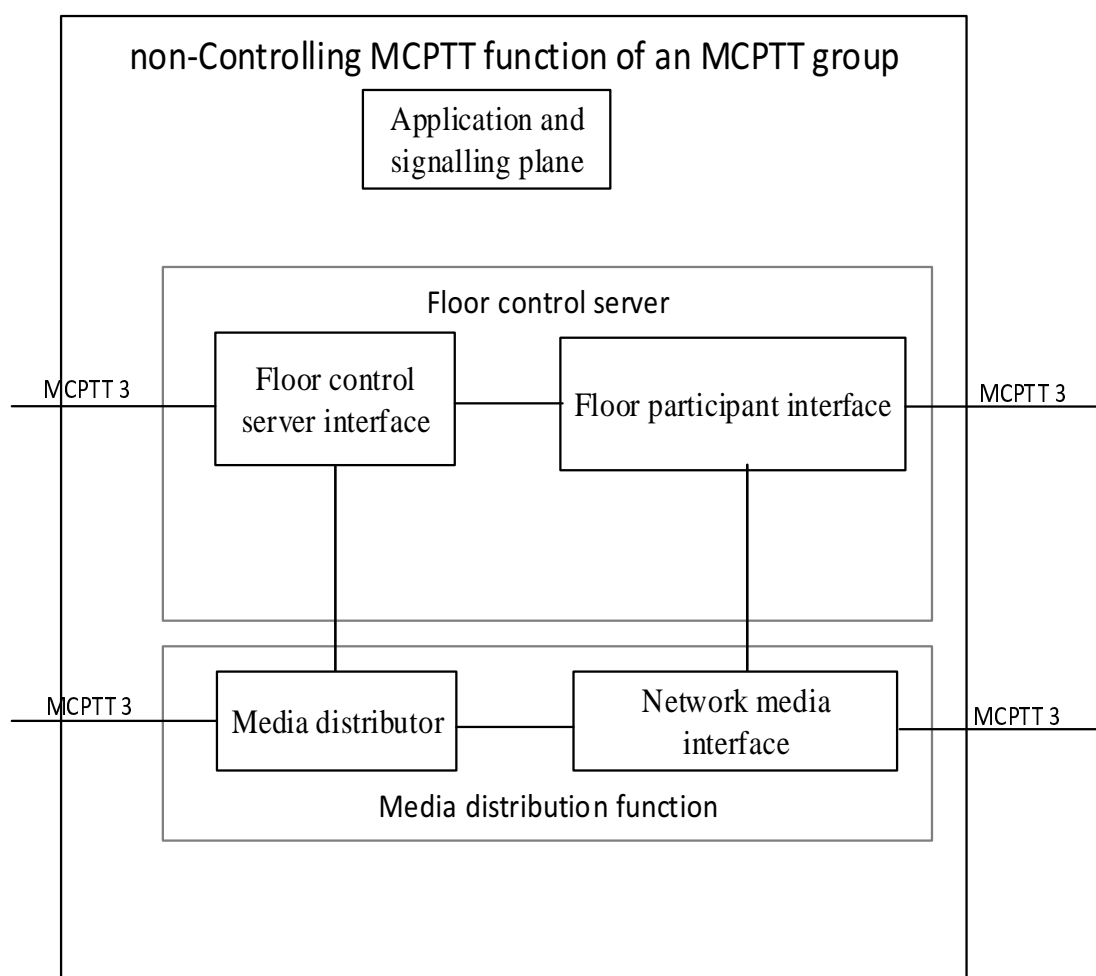 non-Controlling MCPTT function of an MCPTT group
Application and
signalling plane
Floor control server
MCPTT 3
Floor control
server interface
Floor participant interface
MCPTT 3
MCPTT 3
Media distributor
Network media
interface
MCPTT 3
Media distribution function